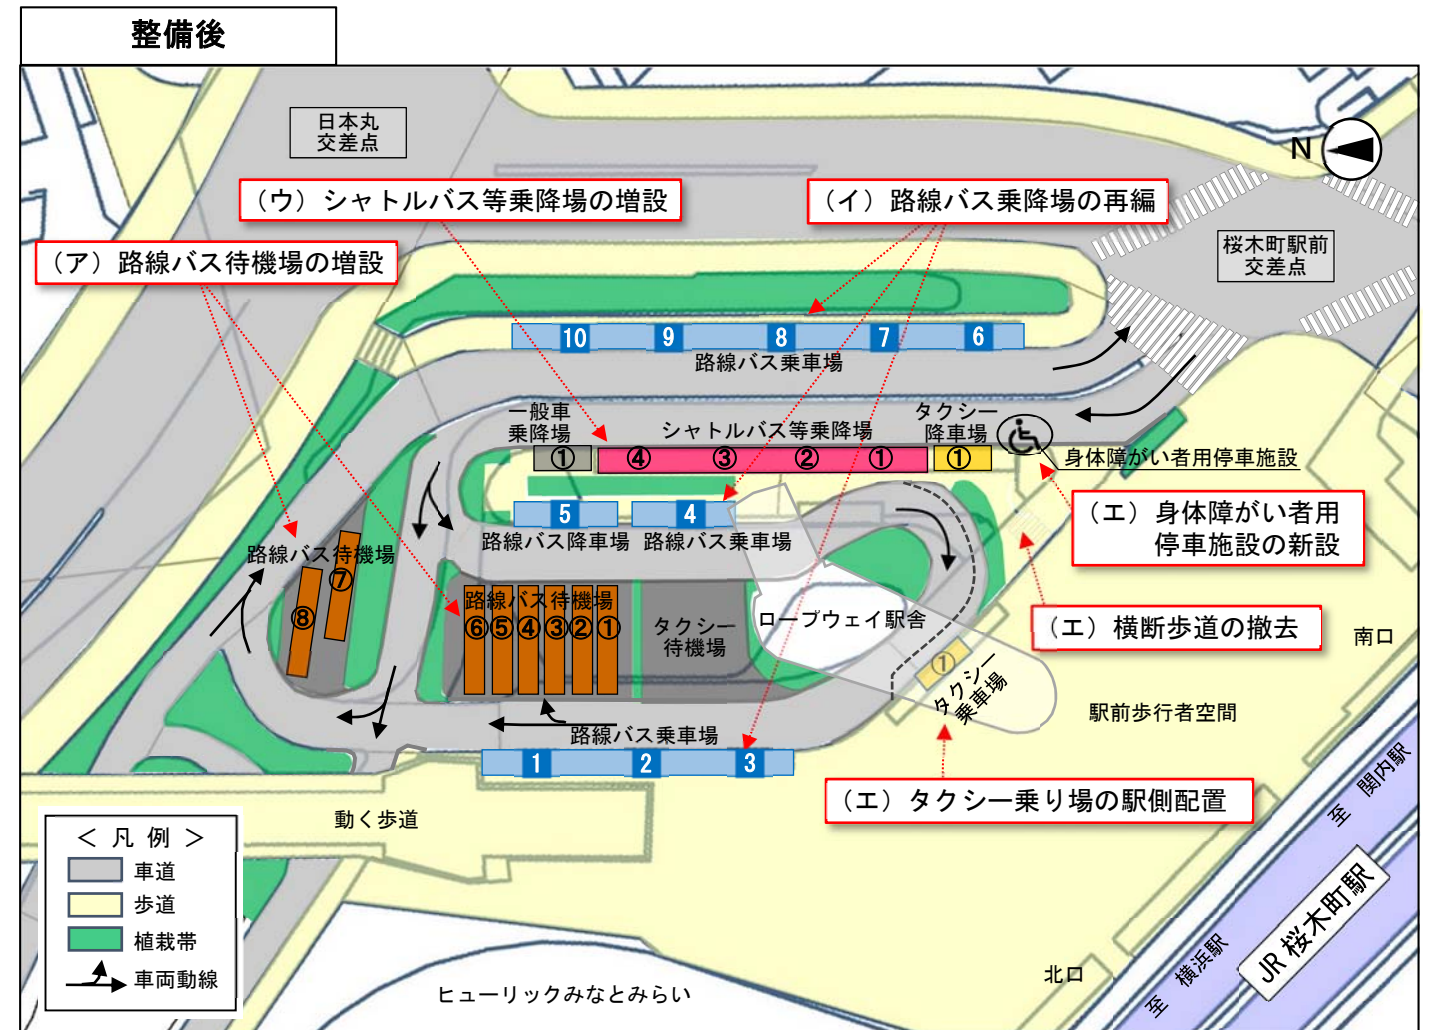 整備後
日本丸
交差点
N
（ウ）シャトルバス等乗降場の増設
（イ）路線バス乗降場の再編
（ア）路線バス待機場の増設
桜木町駅前
交差点
10 9 8 7 6
路線バス乗車場
一般車
乗降場
シャトルバス等乗降場
タクシー
降車場
① ④ ③ ② ① ①
身体障がい者用停車施設
5 4
路線バス降車場 路線バス乗車場
（エ）身体障がい者用
停車施設の新設
路線バス待機場
⑦
⑧
路線バス待機場
⑥⑤④③②①
タクシー
待機場
ロープウェイ駅舎
（エ）横断歩道の撤去
南口
①
タクシー
乗車場
駅前歩行者空間
路線バス乗車場
1 2 3
（エ）タクシー乗り場の駅側配置
動く歩道
至 関内駅
＜ 凡 例 ＞
車道
歩道
植栽帯
車両動線
JR 桜木町駅
至 横浜駅
北口
ヒューリックみなとみらい